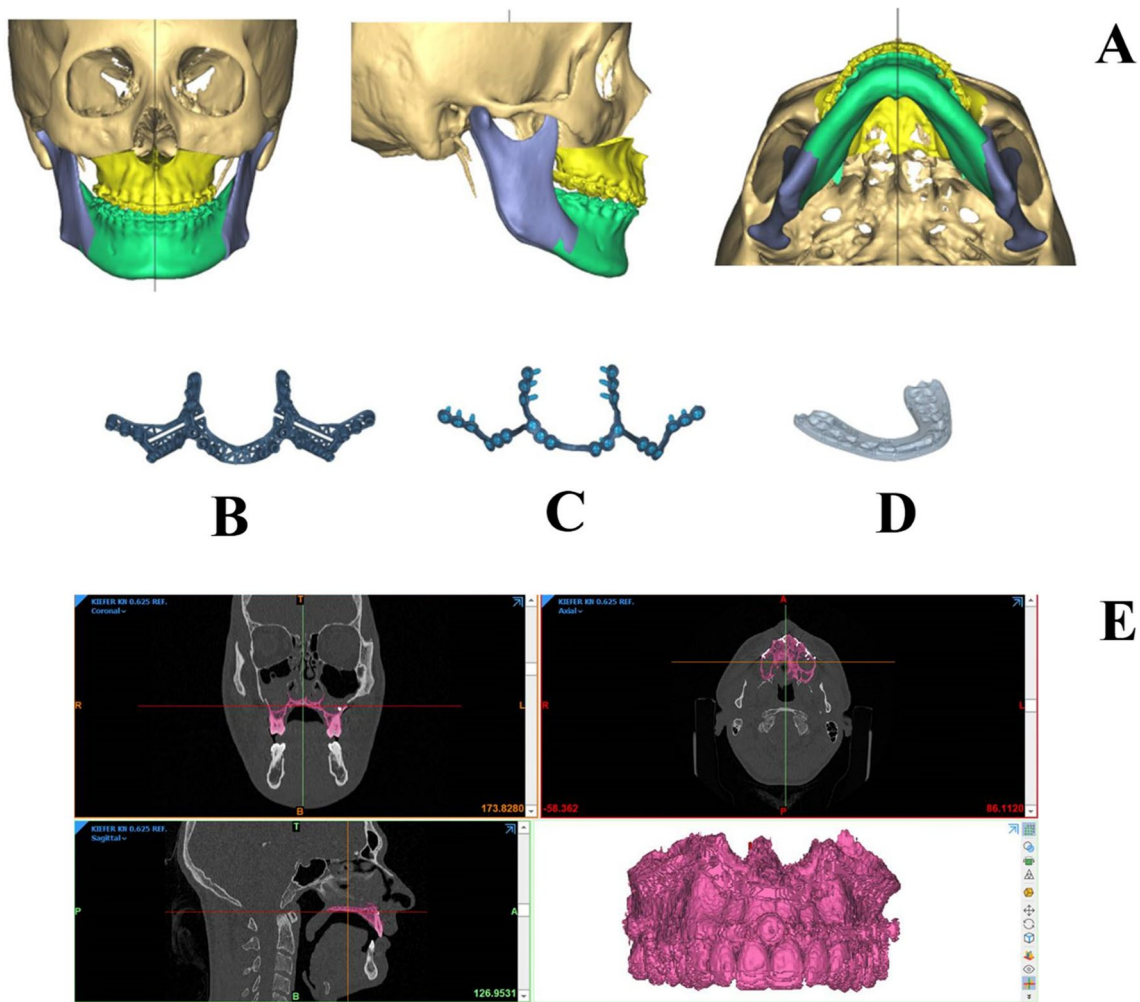 A
B
C
D
E
KIEFER KN 0.625 REF.
Coronal
T
R
L
B
173.8280
KIEFER KN 0.625 REF.
Axial
A
R
L
P
-58.362
86.1120
KIEFER KN 0.625 REF.
Sagittal
T
P
A
B
126.9531